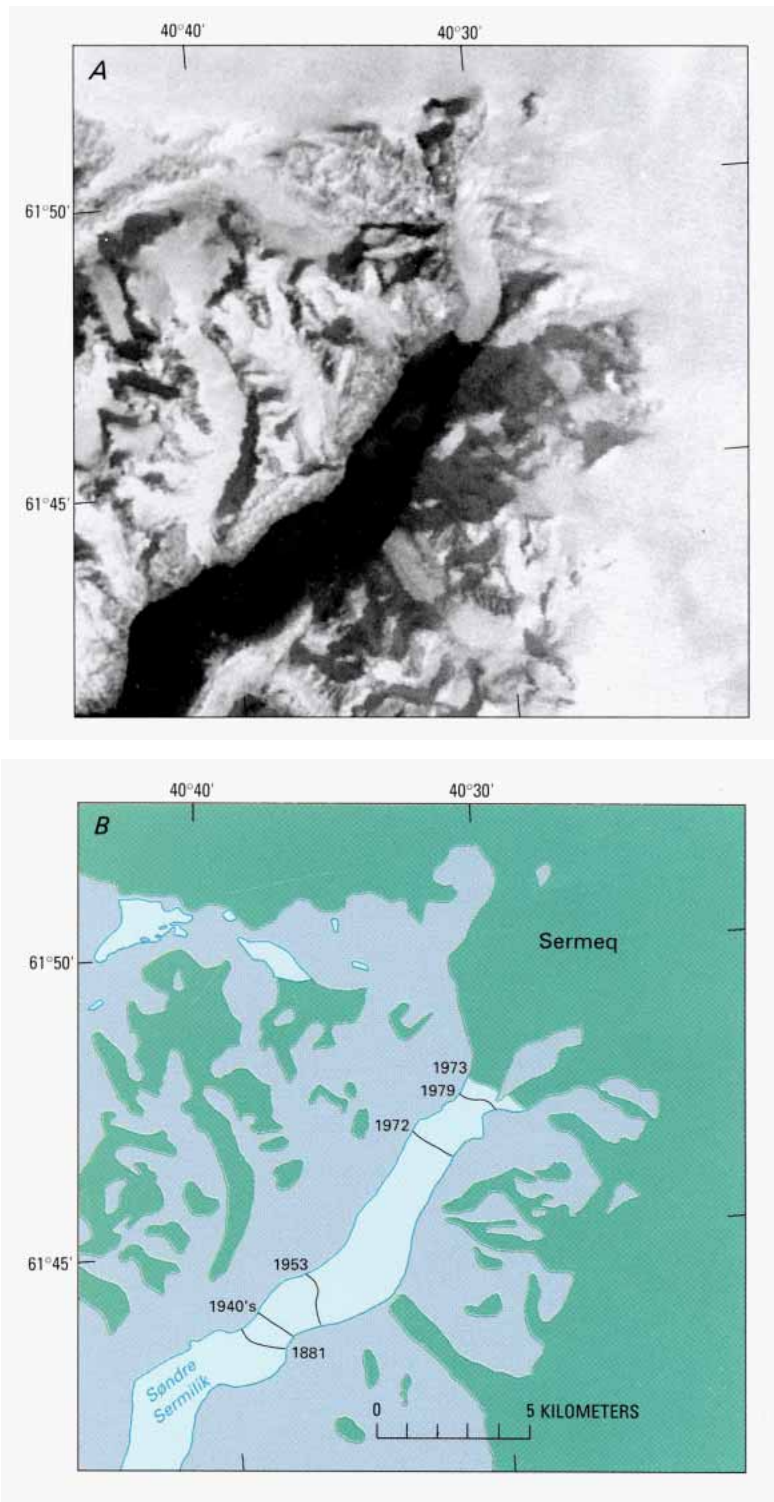 40°40'
40°30'
A
61°50'
61°45'
40°40'
40°30'
B
Sermeq
61°50'
1973
1979
1972
61°45'
1953
1940's
1881
Søndre
Sermilik
0
5 KILOMETERS